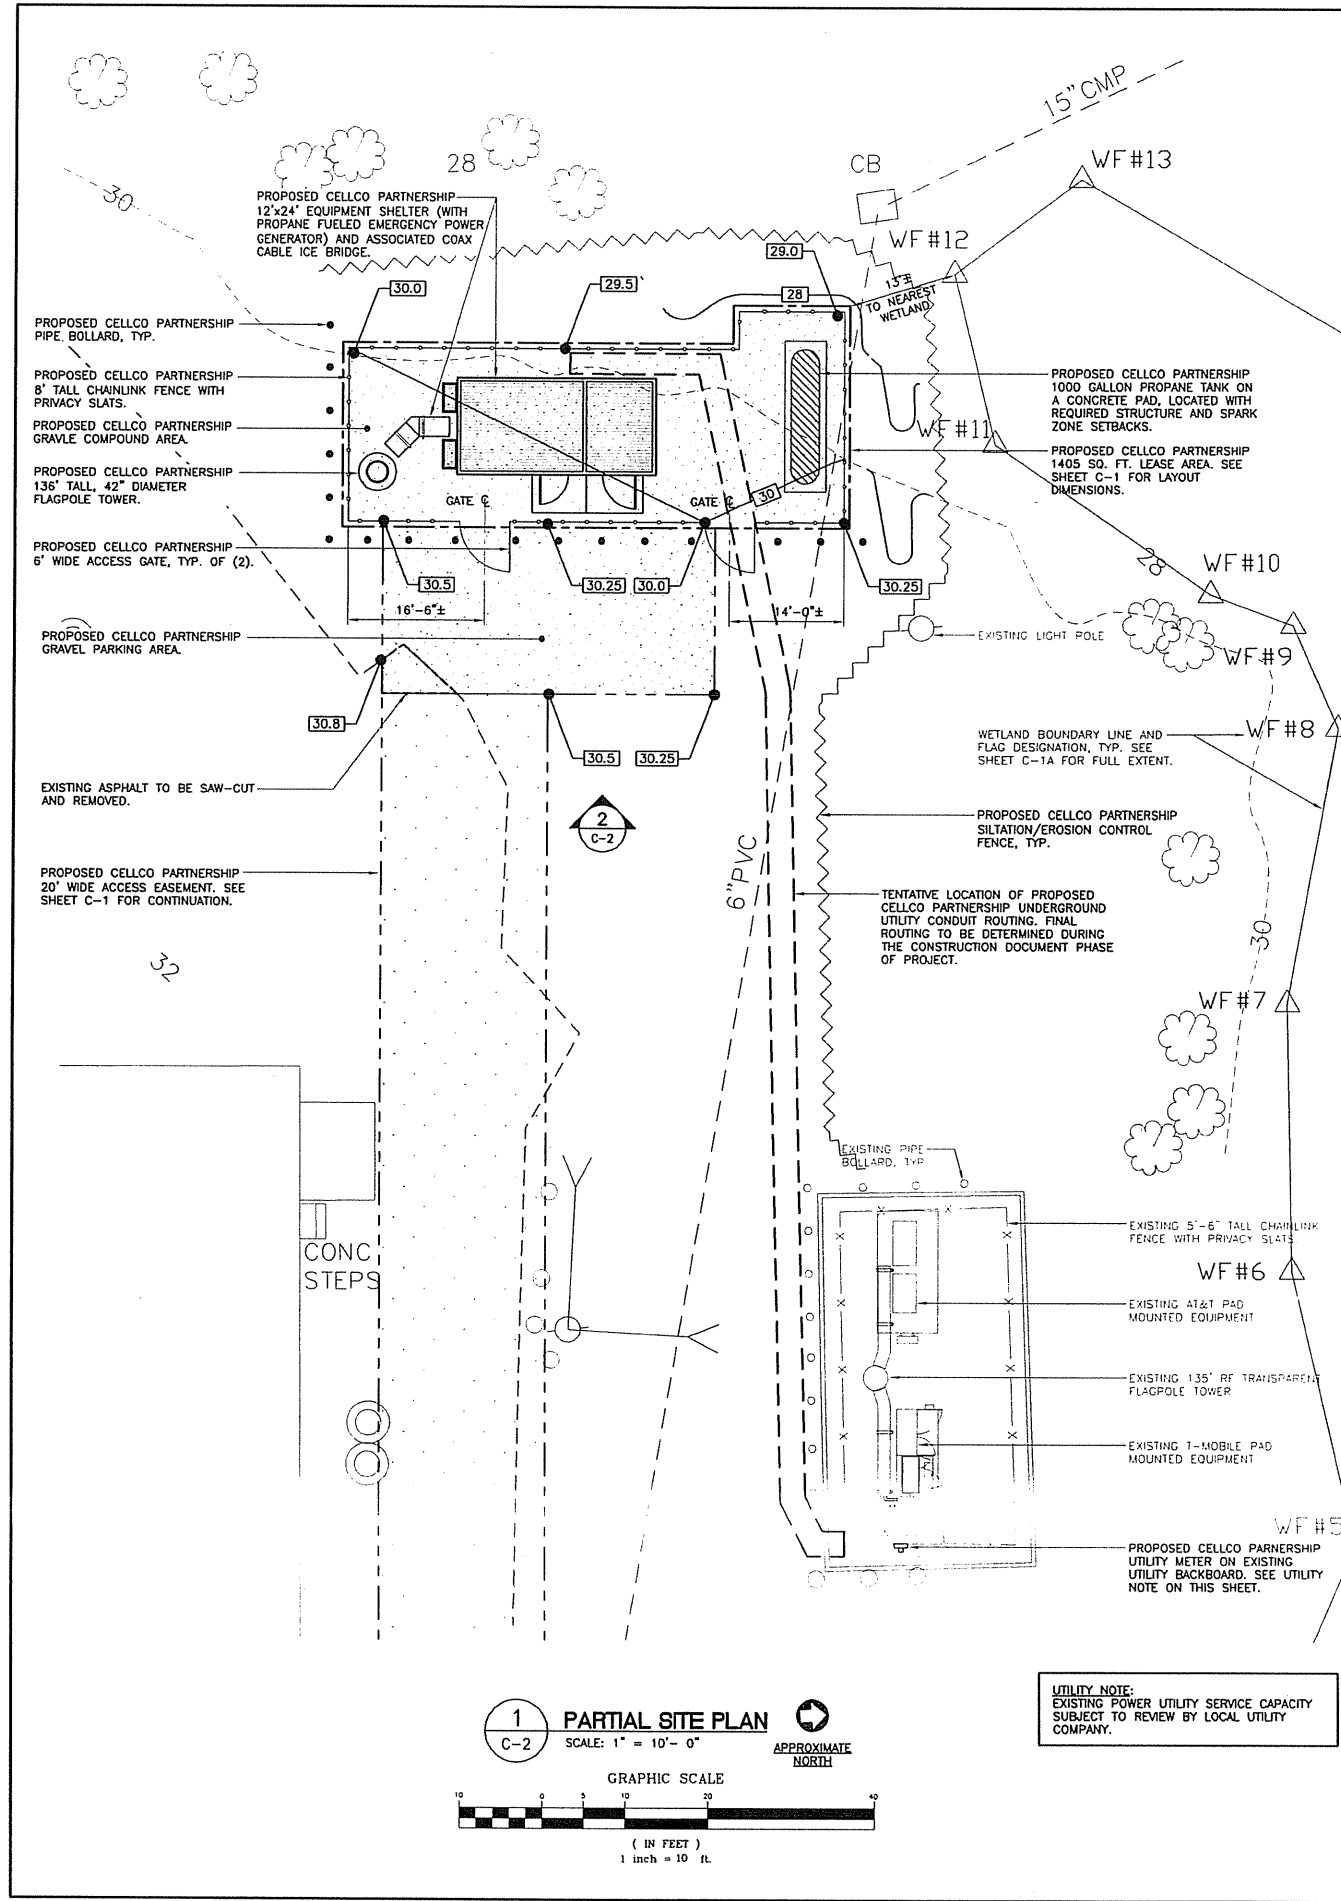 15"CMP
WF#13
CB
28
30
PROPOSED CELLCO PARTNERSHIP
12'x24' EQUIPMENT SHELTER (WITH
PROPANE FUELED EMERGENCY POWER
GENERATOR) AND ASSOCIATED COAX
CABLE ICE BRIDGE.
WF#12
29.0
13'±
TO NEAREST
WETLAND
30.0
29.5
28
PROPOSED CELLCO PARTNERSHIP
PIPE BOLLARD, TYP.
PROPOSED CELLCO PARTNERSHIP
8' TALL CHAINLINK FENCE WITH
PRIVACY SLATS.
PROPOSED CELLCO PARTNERSHIP
GRAVLE COMPOUND AREA.
PROPOSED CELLCO PARTNERSHIP
136' TALL, 42" DIAMETER
FLAGPOLE TOWER.
PROPOSED CELLCO PARTNERSHIP
6' WIDE ACCESS GATE, TYP. OF (2).
PROPOSED CELLCO PARTNERSHIP
1000 GALLON PROPANE TANK ON
A CONCRETE PAD, LOCATED WITH
REQUIRED STRUCTURE AND SPARK
ZONE SETBACKS.
WF#11
PROPOSED CELLCO PARTNERSHIP
1405 SQ. FT. LEASE AREA. SEE
SHEET C-1 FOR LAYOUT
DIMENSIONS.
GATE ℄
GATE ℄
30
30.5
30.25
30.0
30.25
16'-6"±
14'-0"±
28
WF#10
PROPOSED CELLCO PARTNERSHIP
GRAVEL PARKING AREA.
EXISTING LIGHT POLE
WF#9
30.8
30.5
30.25
WETLAND BOUNDARY LINE AND
FLAG DESIGNATION, TYP. SEE
SHEET C-1A FOR FULL EXTENT.
WF#8
EXISTING ASPHALT TO BE SAW-CUT
AND REMOVED.
2
C-2
PROPOSED CELLCO PARTNERSHIP
SILTATION/EROSION CONTROL
FENCE, TYP.
PROPOSED CELLCO PARTNERSHIP
20' WIDE ACCESS EASEMENT. SEE
SHEET C-1 FOR CONTINUATION.
6"PVC
TENTATIVE LOCATION OF PROPOSED
CELLCO PARTNERSHIP UNDERGROUND
UTILITY CONDUIT ROUTING. FINAL
ROUTING TO BE DETERMINED DURING
THE CONSTRUCTION DOCUMENT PHASE
OF PROJECT.
30
32
WF#7
EXISTING PIPE
BOLLARD, TYP
CONC
STEPS
EXISTING 5'-6" TALL CHAINLINK
FENCE WITH PRIVACY SLATS
WF#6
EXISTING AT&T PAD
MOUNTED EQUIPMENT
EXISTING 135' RF TRANSPARENT
FLAGPOLE TOWER
EXISTING T-MOBILE PAD
MOUNTED EQUIPMENT
WF#5
PROPOSED CELLCO PARNERSHIP
UTILITY METER ON EXISTING
UTILITY BACKBOARD. SEE UTILITY
NOTE ON THIS SHEET.
UTILITY NOTE:
EXISTING POWER UTILITY SERVICE CAPACITY
SUBJECT TO REVIEW BY LOCAL UTILITY
COMPANY.
1
C-2
PARTIAL SITE PLAN
SCALE: 1" = 10'- 0"
APPROXIMATE
NORTH
GRAPHIC SCALE
10 0 5 10 20 40
( IN FEET )
1 inch = 10 ft.